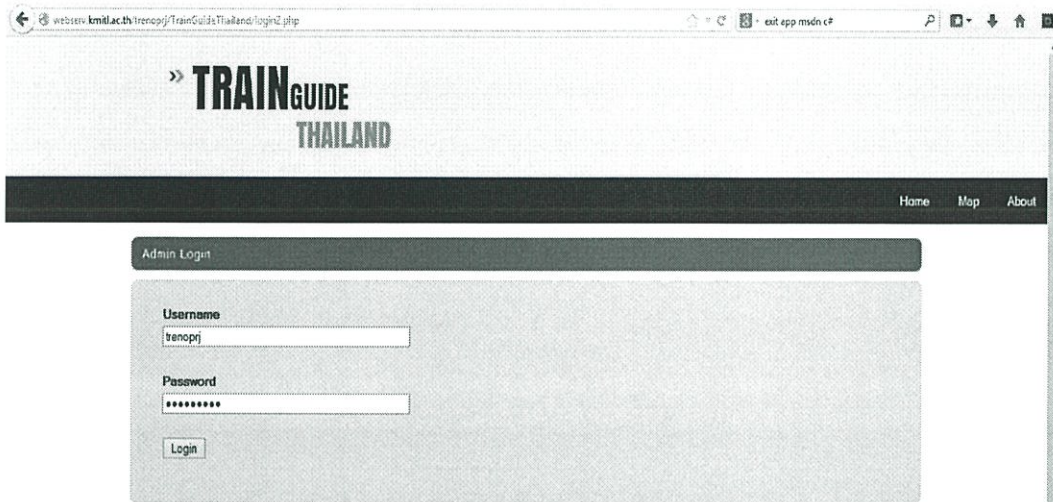 webserv.kmitl.ac.th/trenoprj/TrainGuideThailand/login2.php
exit app msdn c#
» TRAINGUIDE
THAILAND
Home Map About
Admin Login
Username
trenoprj
Password
•••••••••
Login